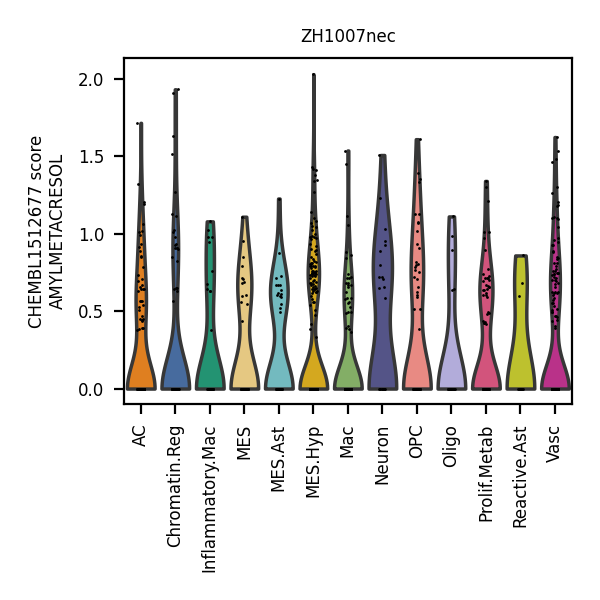 ZH1007nec
CHEMBL1512677 score
AMYLMETACRESOL
2.0
1.5
1.0
0.5
0.0
AC
Chromatin.Reg
Inflammatory.Mac
MES
MES.Ast
MES.Hyp
Mac
Neuron
OPC
Oligo
Prolif.Metab
Reactive.Ast
Vasc